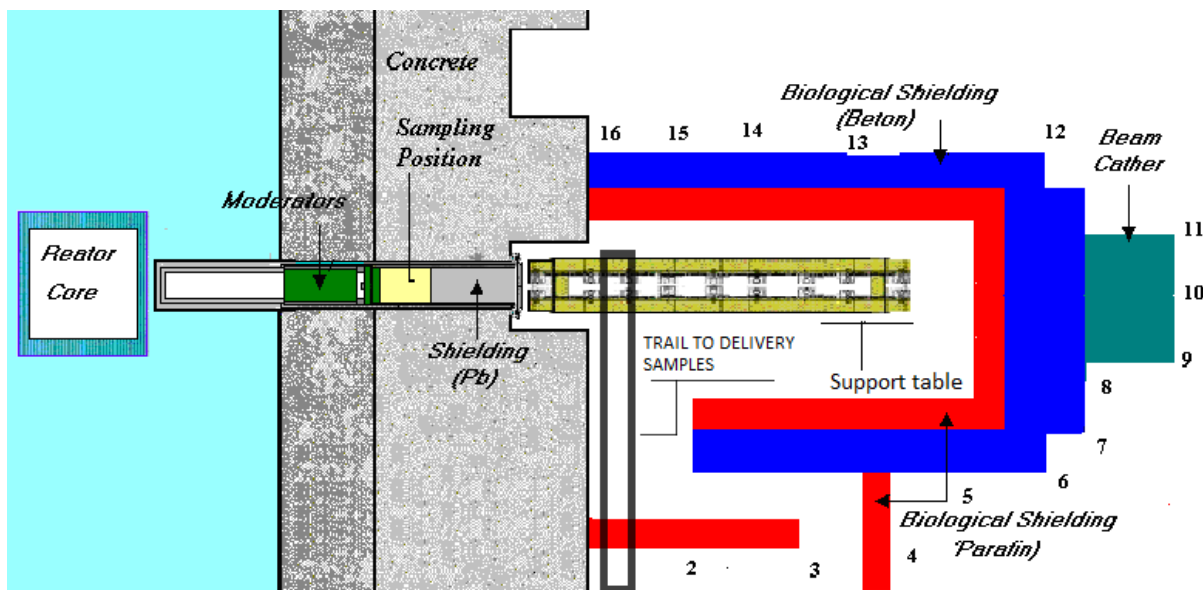 Concrete
Biological Shielding
(Beton)
Sampling
Position
16
15
14
13
12
Beam
Cather
Moderators
Reator
Core
11
10
9
TRAIL TO DELIVERY
SAMPLES
Shielding
(Pb)
Support table
8
7
6
5
Biological Shielding
'Parafin)
4
3
2